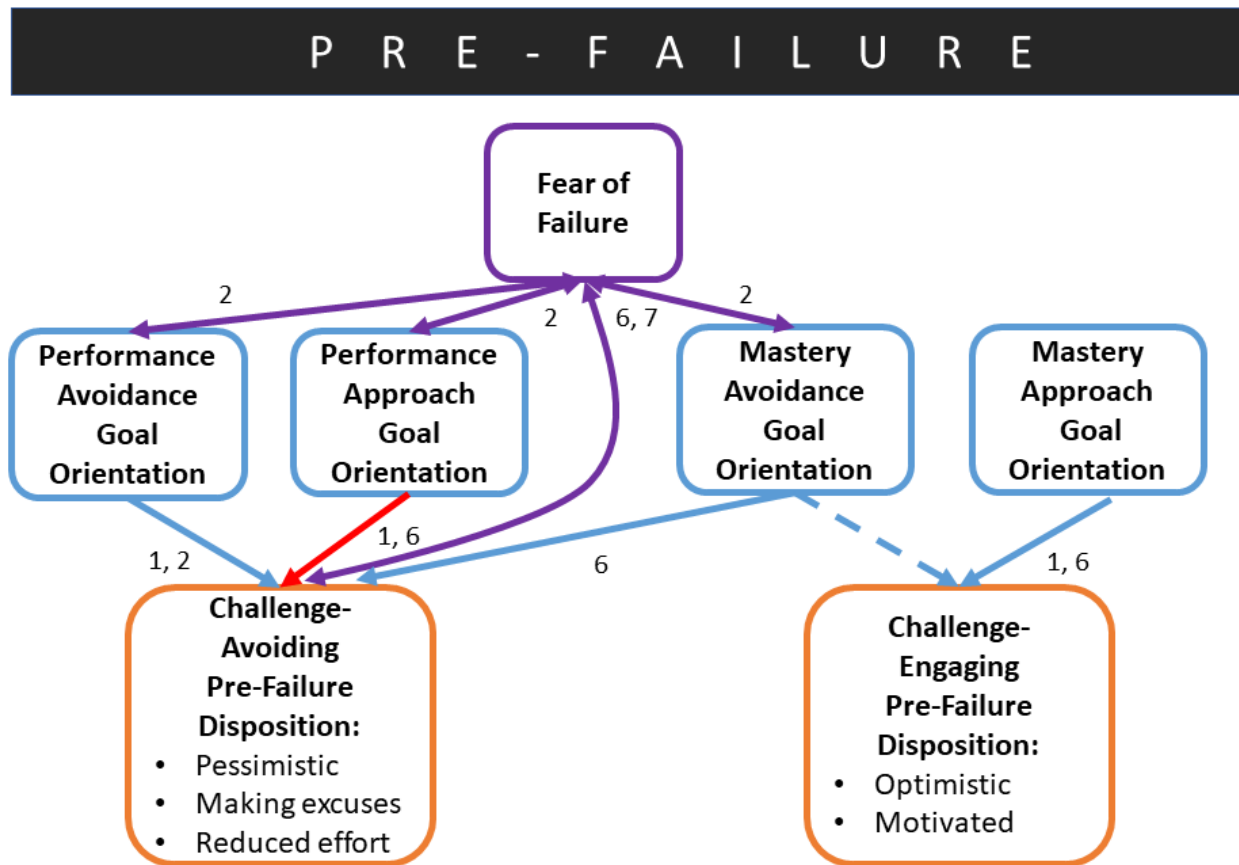 PRE-FAILURE
Fear of
Failure
2
2
6, 7
2
Performance
Avoidance
Goal
Orientation
Performance
Approach
Goal
Orientation
Mastery
Avoidance
Goal
Orientation
Mastery
Approach
Goal
Orientation
1, 2
1, 6
6
1, 6
Challenge-
Avoiding
Pre-Failure
Disposition:
• Pessimistic
• Making excuses
• Reduced effort
Challenge-
Engaging
Pre-Failure
Disposition:
• Optimistic
• Motivated